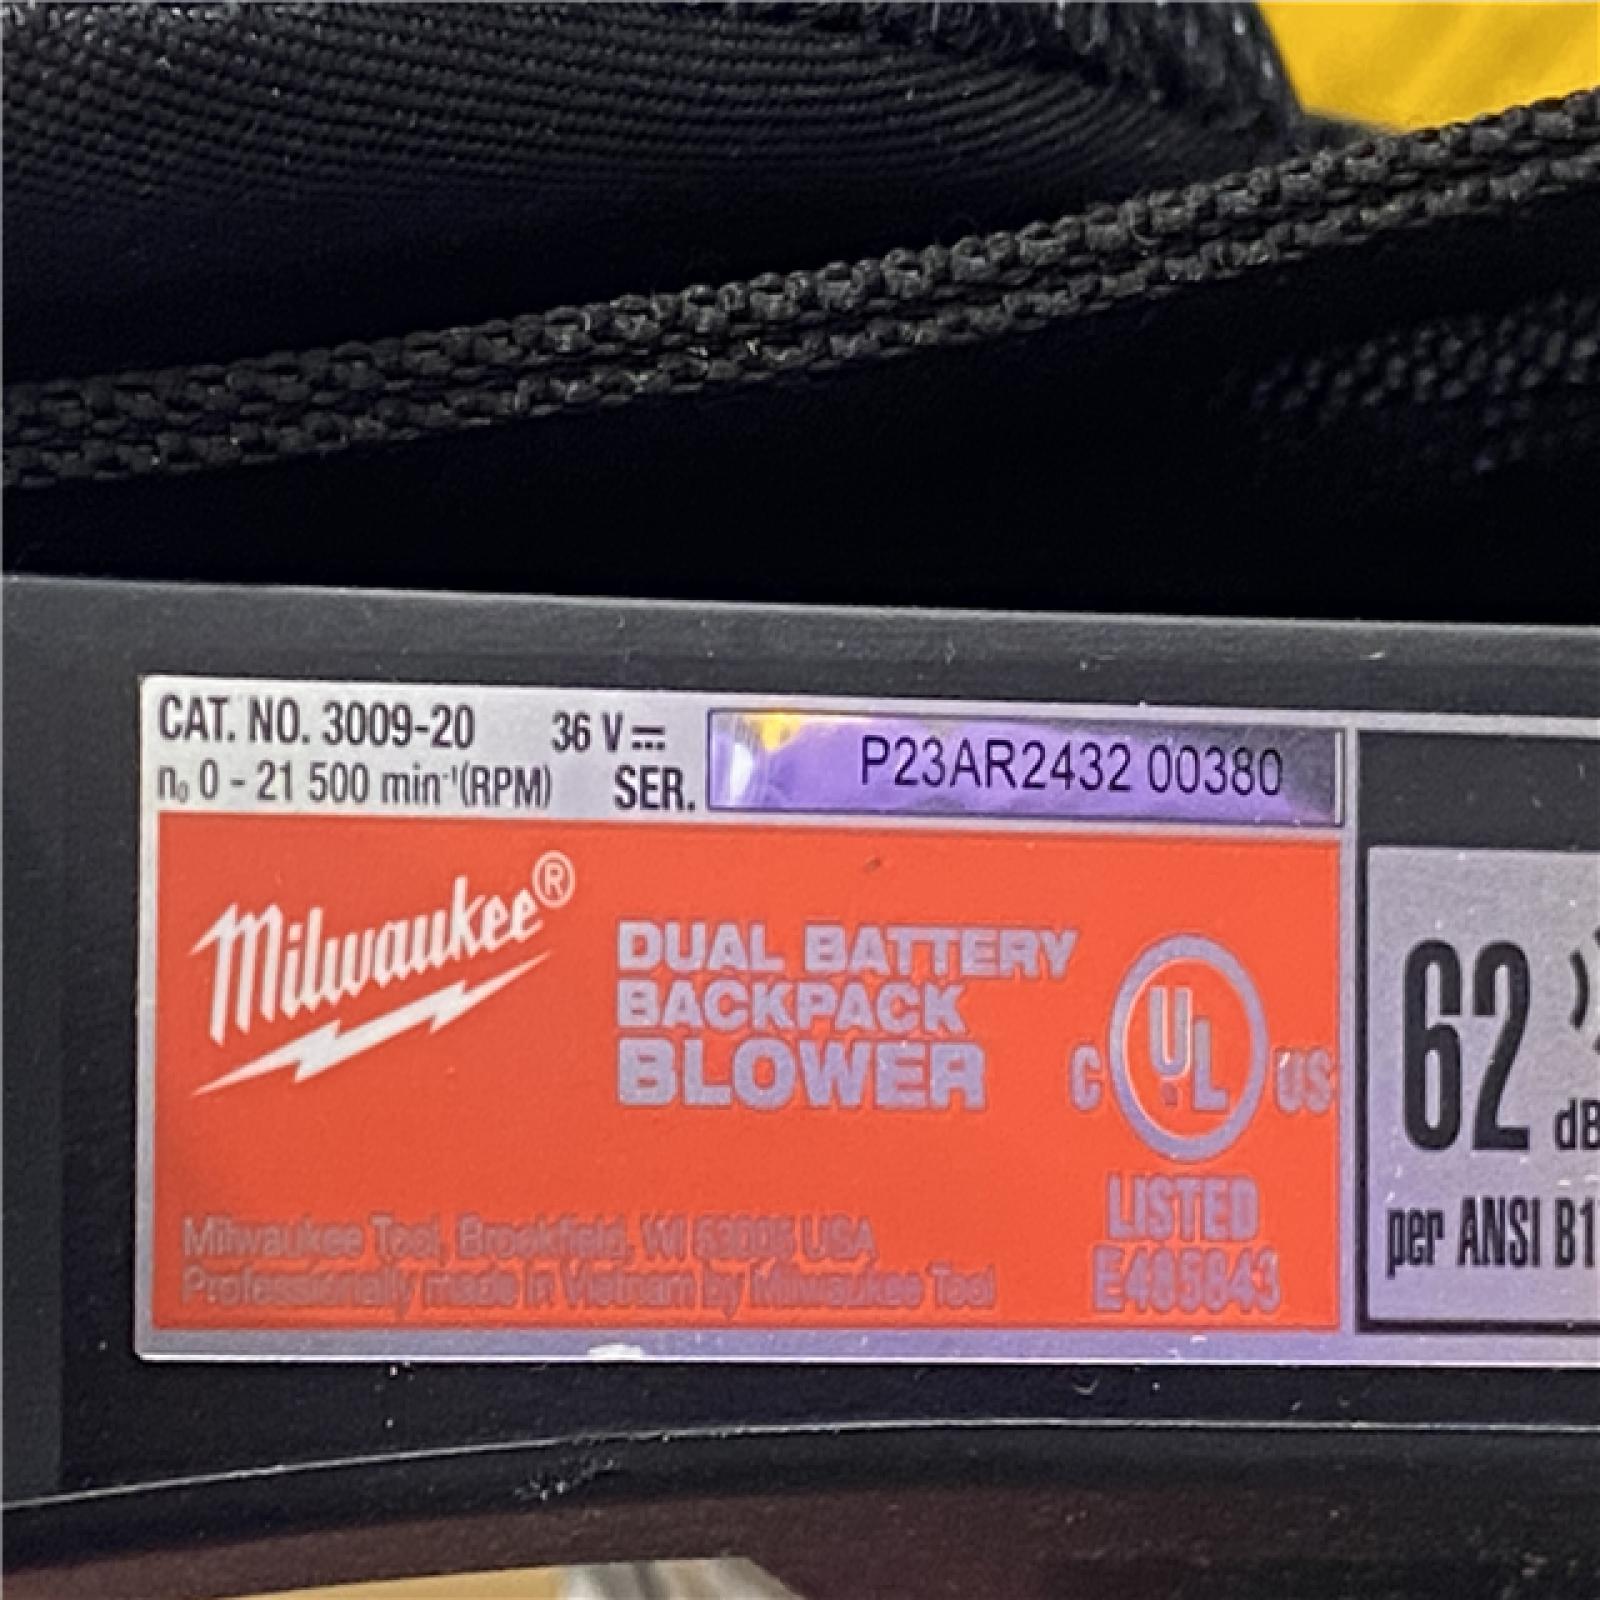 CAT. NO. 3009-20 36 V⎓
n₀ 0 - 21 500 min⁻¹(RPM) SER. P23AR2432 00380
Milwaukee®
DUAL BATTERY
BACKPACK
BLOWER
C UL US
LISTED
E485843
Milwaukee Tool, Brookfield, WI 53005 USA
Professionally made in Vietnam by Milwaukee Tool
62 dB
per ANSI B1